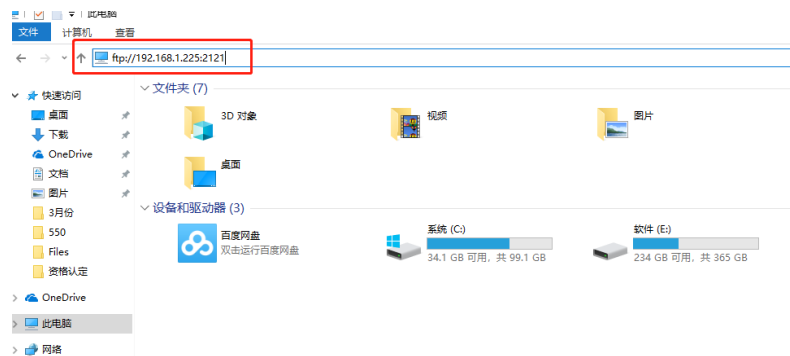 此电脑
文件 计算机 查看
ftp://192.168.1.225:2121
快速访问
桌面
下载
OneDrive
文档
图片
3月份
550
Files
资格认定
OneDrive
此电脑
网络
文件夹 (7)
3D 对象
视频
图片
桌面
设备和驱动器 (3)
百度网盘
双击运行百度网盘
系统 (C:)
34.1 GB 可用，共 99.1 GB
软件 (E:)
234 GB 可用，共 365 GB